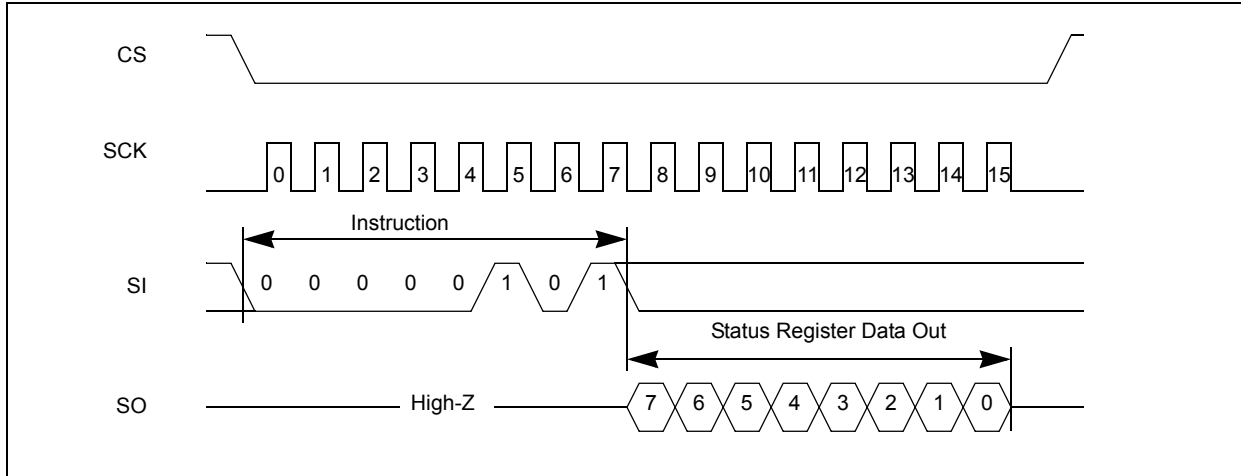 CS
SCK
0 1 2 3 4 5 6 7 8 9 10 11 12 13 14 15
Instruction
SI
0 0 0 0 0 1 0 1
Status Register Data Out
SO
High-Z
7 6 5 4 3 2 1 0